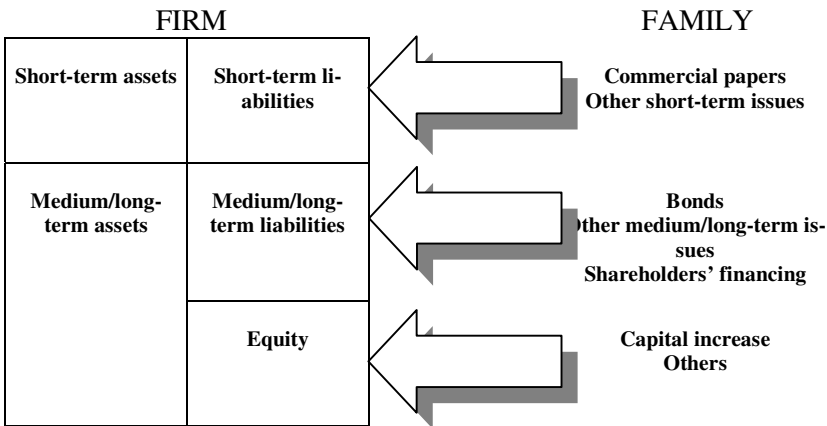 FIRM
FAMILY
Short-term assets
Short-term li-
abilities
Commercial papers
Other short-term issues
Medium/long-
term assets
Medium/long-
term liabilities
Bonds
Other medium/long-term is-
sues
Shareholders' financing
Equity
Capital increase
Others